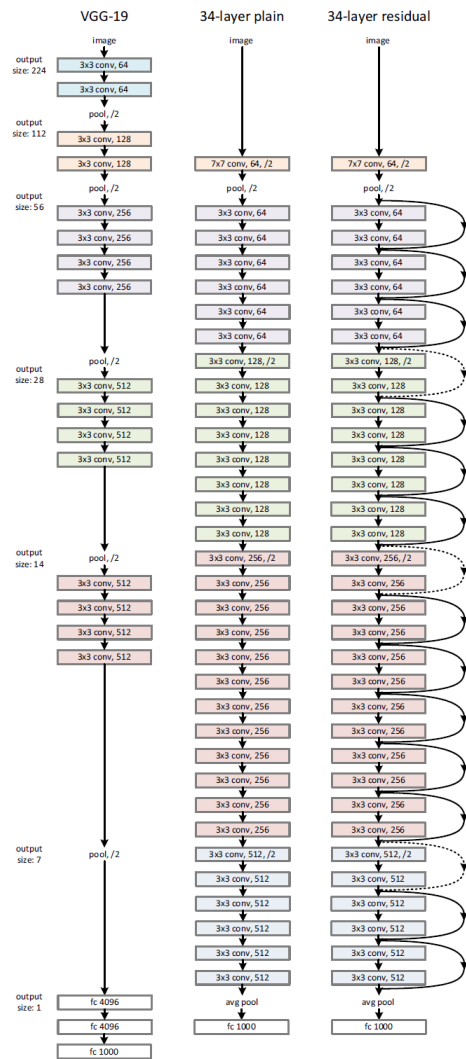 VGG-19
image
output
size: 224
3x3 conv, 64
3x3 conv, 64
pool, /2
output
size: 112
3x3 conv, 128
3x3 conv, 128
pool, /2
output
size: 56
3x3 conv, 256
3x3 conv, 256
3x3 conv, 256
3x3 conv, 256
pool, /2
output
size: 28
3x3 conv, 512
3x3 conv, 512
3x3 conv, 512
3x3 conv, 512
pool, /2
output
size: 14
3x3 conv, 512
3x3 conv, 512
3x3 conv, 512
3x3 conv, 512
output
size: 7
pool, /2
output
size: 1
fc 4096
fc 4096
fc 1000
34-layer plain
image
7x7 conv, 64, /2
pool, /2
3x3 conv, 64
3x3 conv, 64
3x3 conv, 64
3x3 conv, 64
3x3 conv, 64
3x3 conv, 64
3x3 conv, 128, /2
3x3 conv, 128
3x3 conv, 128
3x3 conv, 128
3x3 conv, 128
3x3 conv, 128
3x3 conv, 128
3x3 conv, 128
3x3 conv, 256, /2
3x3 conv, 256
3x3 conv, 256
3x3 conv, 256
3x3 conv, 256
3x3 conv, 256
3x3 conv, 256
3x3 conv, 256
3x3 conv, 256
3x3 conv, 256
3x3 conv, 256
3x3 conv, 256
3x3 conv, 512, /2
3x3 conv, 512
3x3 conv, 512
3x3 conv, 512
3x3 conv, 512
3x3 conv, 512
avg pool
fc 1000
34-layer residual
image
7x7 conv, 64, /2
pool, /2
3x3 conv, 64
3x3 conv, 64
3x3 conv, 64
3x3 conv, 64
3x3 conv, 64
3x3 conv, 64
3x3 conv, 128, /2
3x3 conv, 128
3x3 conv, 128
3x3 conv, 128
3x3 conv, 128
3x3 conv, 128
3x3 conv, 128
3x3 conv, 128
3x3 conv, 256, /2
3x3 conv, 256
3x3 conv, 256
3x3 conv, 256
3x3 conv, 256
3x3 conv, 256
3x3 conv, 256
3x3 conv, 256
3x3 conv, 256
3x3 conv, 256
3x3 conv, 256
3x3 conv, 256
3x3 conv, 512, /2
3x3 conv, 512
3x3 conv, 512
3x3 conv, 512
3x3 conv, 512
3x3 conv, 512
avg pool
fc 1000